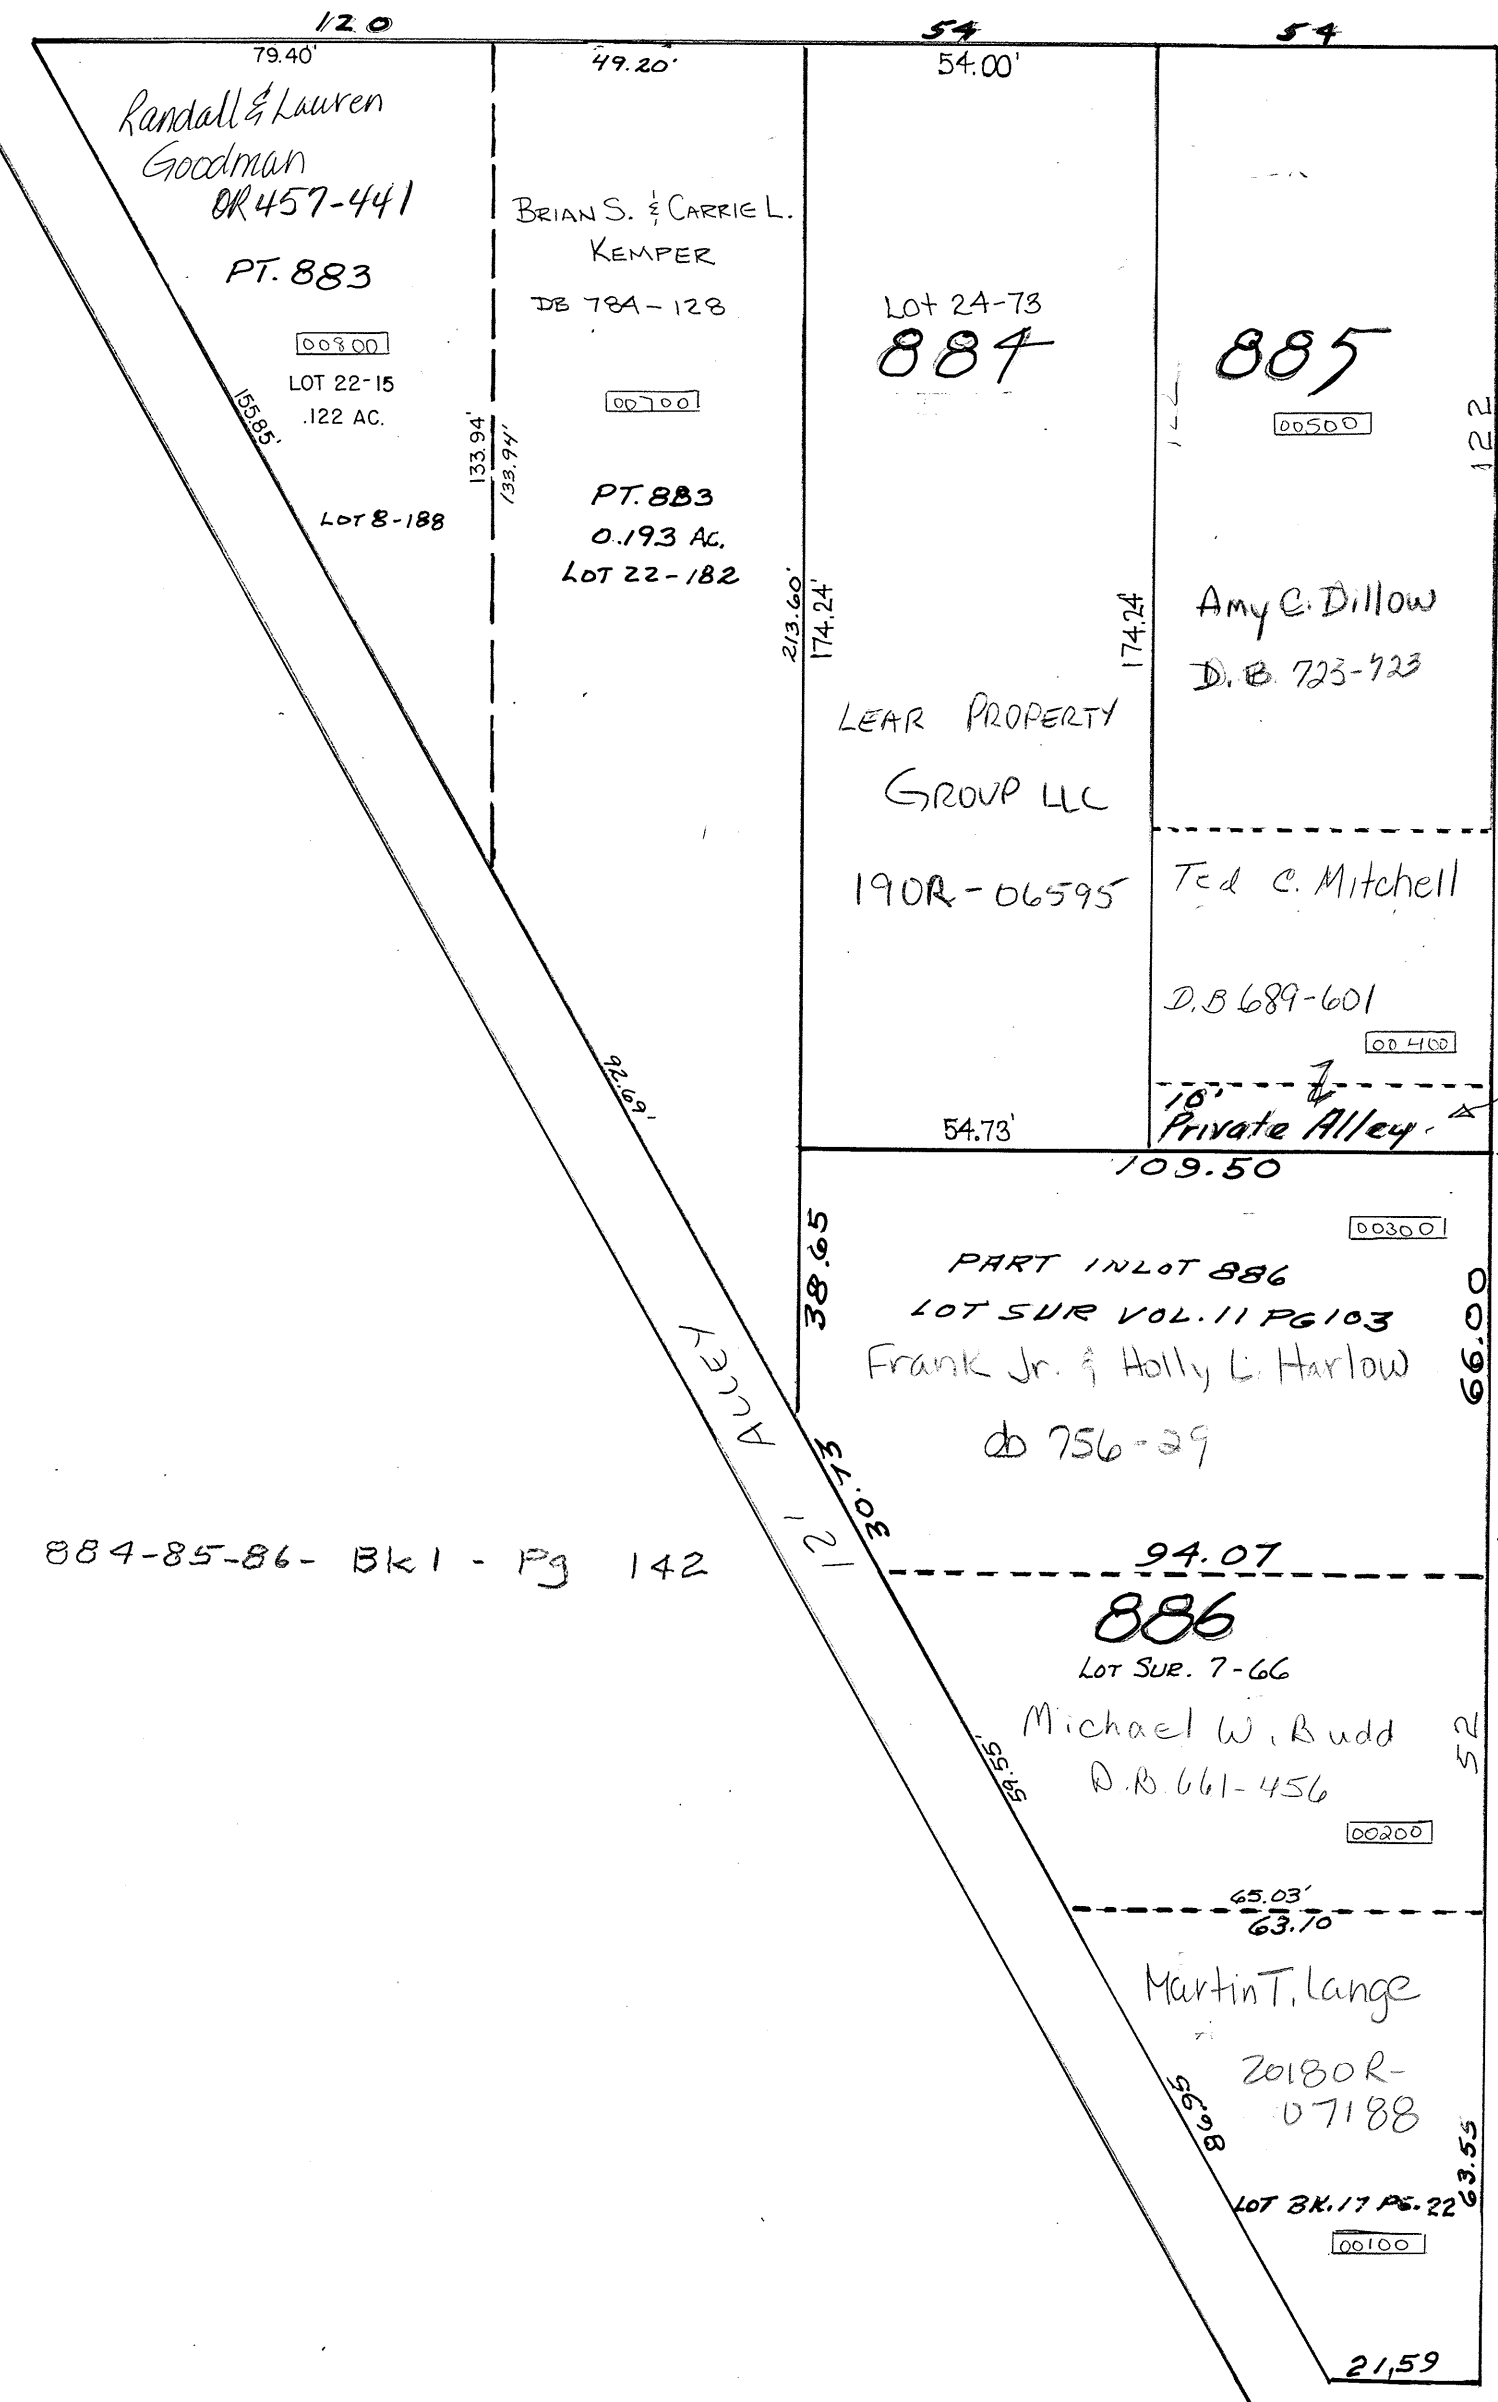 120
54
54
79.40'
49.20'
54.00'
Randall & Lauren
Goodman
OR 457-441
PT. 883
00800
LOT 22-15
.122 AC.
155.85'
LOT 8-188
133.94'
133.94'
BRIAN S. & CARRIE L.
KEMPER
DB 784-128
00700
PT. 883
0.193 AC.
LOT 22-182
213.60'
174.24'
Lot 24-73
884
LEAR PROPERTY
GROUP LLC
190R-06595
174.24'
54.73'
885
122
122
00500
Amy C. Dillow
D.B. 723-723
Ted C. Mitchell
D.B 689-601
00400
10'
Private Alley.
109.50
92.69'
38.65
00300
PART INLOT 886
LOT SUR VOL. 11 PG 103
Frank Jr. & Holly L. Harlow
db 756-29
66.00
30.73
94.07
12' ALLEY
884-85-86- Bk 1 - Pg 142
886
LOT SUR. 7-66
Michael W. Budd
D.B. 661-456
52
59.55'
00200
65.03'
63.10
Martin T. Lange
20180R-
07188
86.95
63.55
LOT BK. 17 PG. 22
00100
21.59